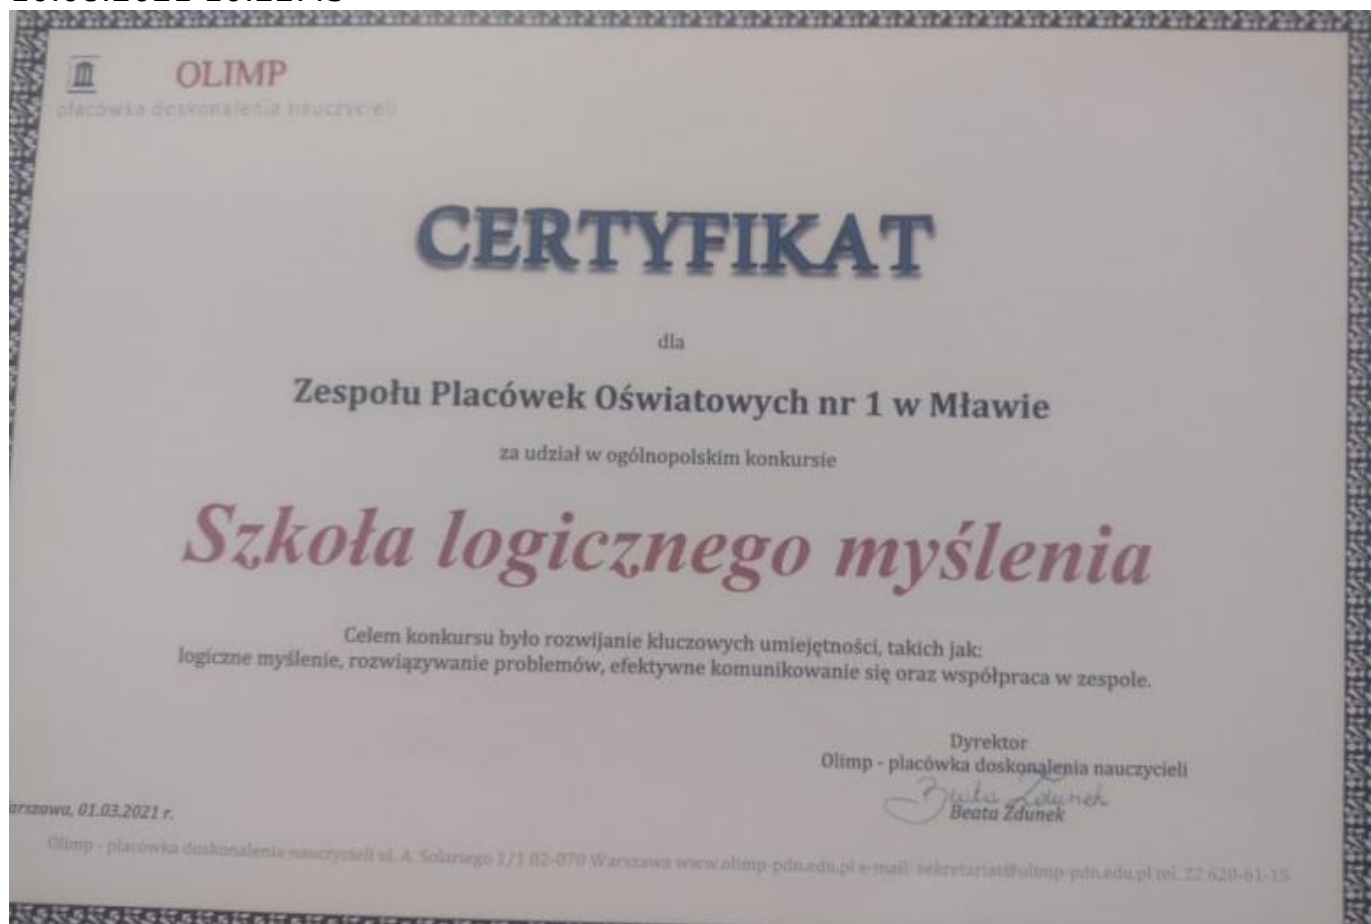 OLIMP
placówka doskonalenia nauczycieli
CERTYFIKAT
dla
Zespołu Placówek Oświatowych nr 1 w Mławie
za udział w ogólnopolskim konkursie
Szkoła logicznego myślenia
Celem konkursu było rozwijanie kluczowych umiejętności, takich jak:
logiczne myślenie, rozwiązywanie problemów, efektywne komunikowanie się oraz współpraca w zespole.
Dyrektor
Olimp - placówka doskonalenia nauczycieli
Beata Zdunek
Beata Zdunek
arszawa, 01.03.2021 r.
Olimp - placówka doskonalenia nauczycieli ul. A. Solariego 1/1 02-070 Warszawa www.olimp-pdn.edu.pl e-mail: sekretariat@olimp-pdn.edu.pl tel. 22 620-61-15